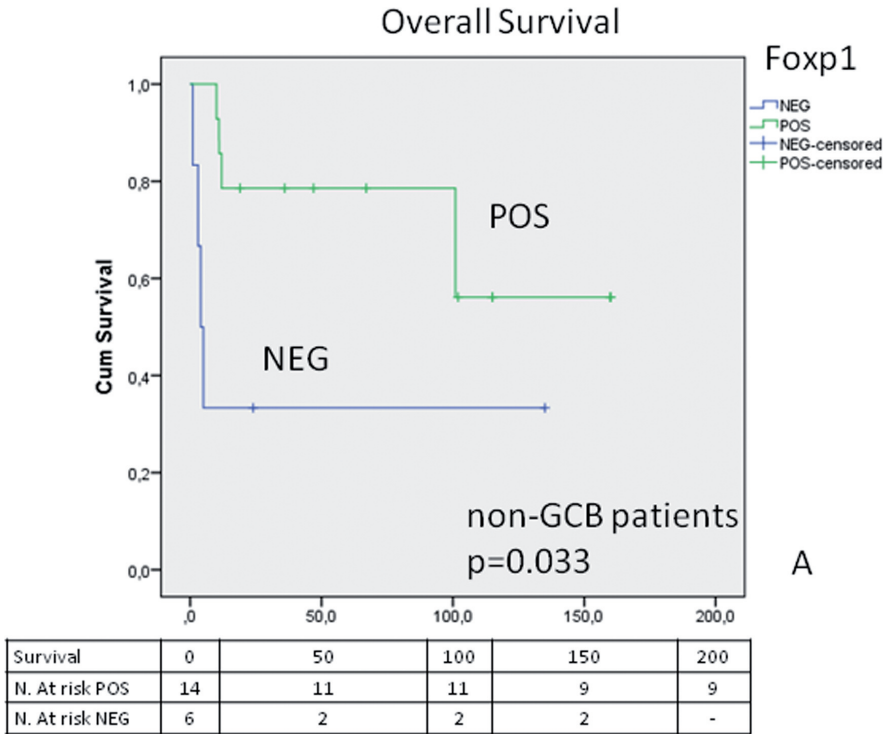 Overall Survival
Foxp1
NEG
POS
NEG-censored
POS-censored
1,0
0,8
0,6
0,4
0,2
0,0
Cum Survival
POS
NEG
non-GCB patients
p=0.033
A
,0 50,0 100,0 150,0 200,0
Survival 0 50 100 150 200
N. At risk POS 14 11 11 9 9
N. At risk NEG 6 2 2 2 -